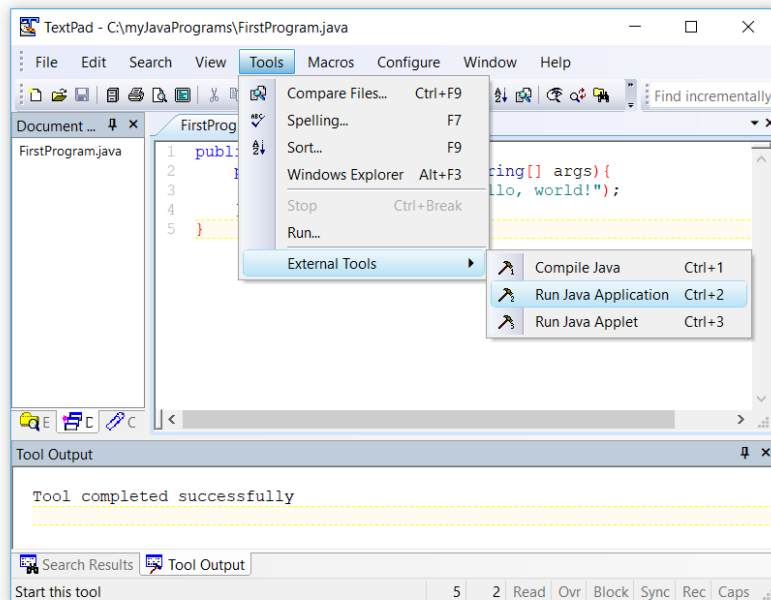 TextPad - C:\myJavaPrograms\FirstProgram.java
File Edit Search View Tools Macros Configure Window Help
Find incrementally
Document ...
FirstProgram.java
FirstProg
1 publi
2 p ring[] args){
3 llo, world!");
4
5 }
Compare Files... Ctrl+F9
Spelling... F7
Sort... F9
Windows Explorer Alt+F3
Stop Ctrl+Break
Run...
External Tools
Compile Java Ctrl+1
Run Java Application Ctrl+2
Run Java Applet Ctrl+3
E D C
Tool Output
Tool completed successfully
Search Results Tool Output
Start this tool 5 2 Read Ovr Block Sync Rec Caps